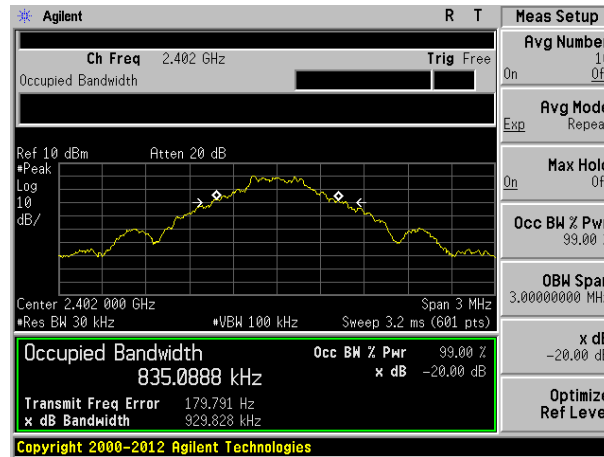 Agilent R T
Ch Freq 2.402 GHz Trig Free
Occupied Bandwidth
Ref 10 dBm Atten 20 dB
#Peak
Log
10
dB/
Center 2.402 000 GHz Span 3 MHz
#Res BW 30 kHz #VBW 100 kHz Sweep 3.2 ms (601 pts)
Occupied Bandwidth
835.0888 kHz
Occ BW % Pwr 99.00 %
x dB -20.00 dB
Transmit Freq Error 179.791 Hz
x dB Bandwidth 929.828 kHz
Copyright 2000-2012 Agilent Technologies
Meas Setup
Avg Number
On
Avg Mode
Exp Repea
Max Hold
On Of
Occ BW % Pwr
99.00
OBW Span
3.00000000 MH
x dB
-20.00 dB
Optimize
Ref Level